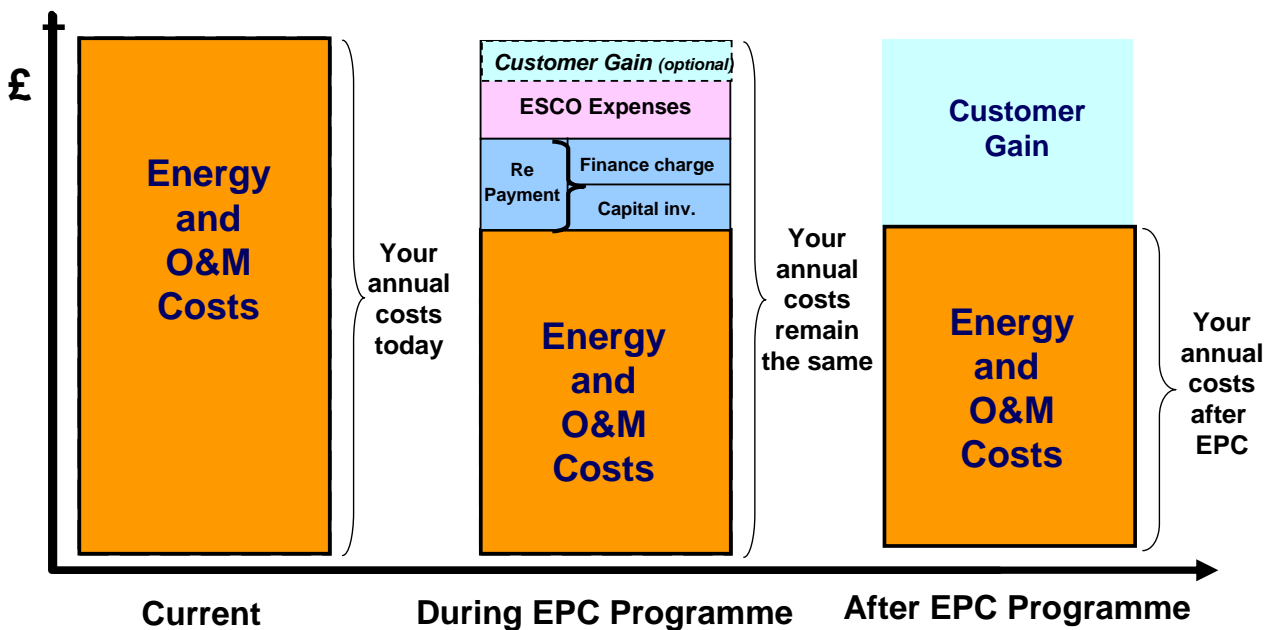 £
Energy
and
O&M
Costs
Your
annual
costs
today
Customer Gain (optional)
ESCO Expenses
Re
Payment
Finance charge
Capital inv.
Energy
and
O&M
Costs
Your
annual
costs
remain
the same
Customer
Gain
Energy
and
O&M
Costs
Your
annual
costs
after
EPC
Current
During EPC Programme
After EPC Programme